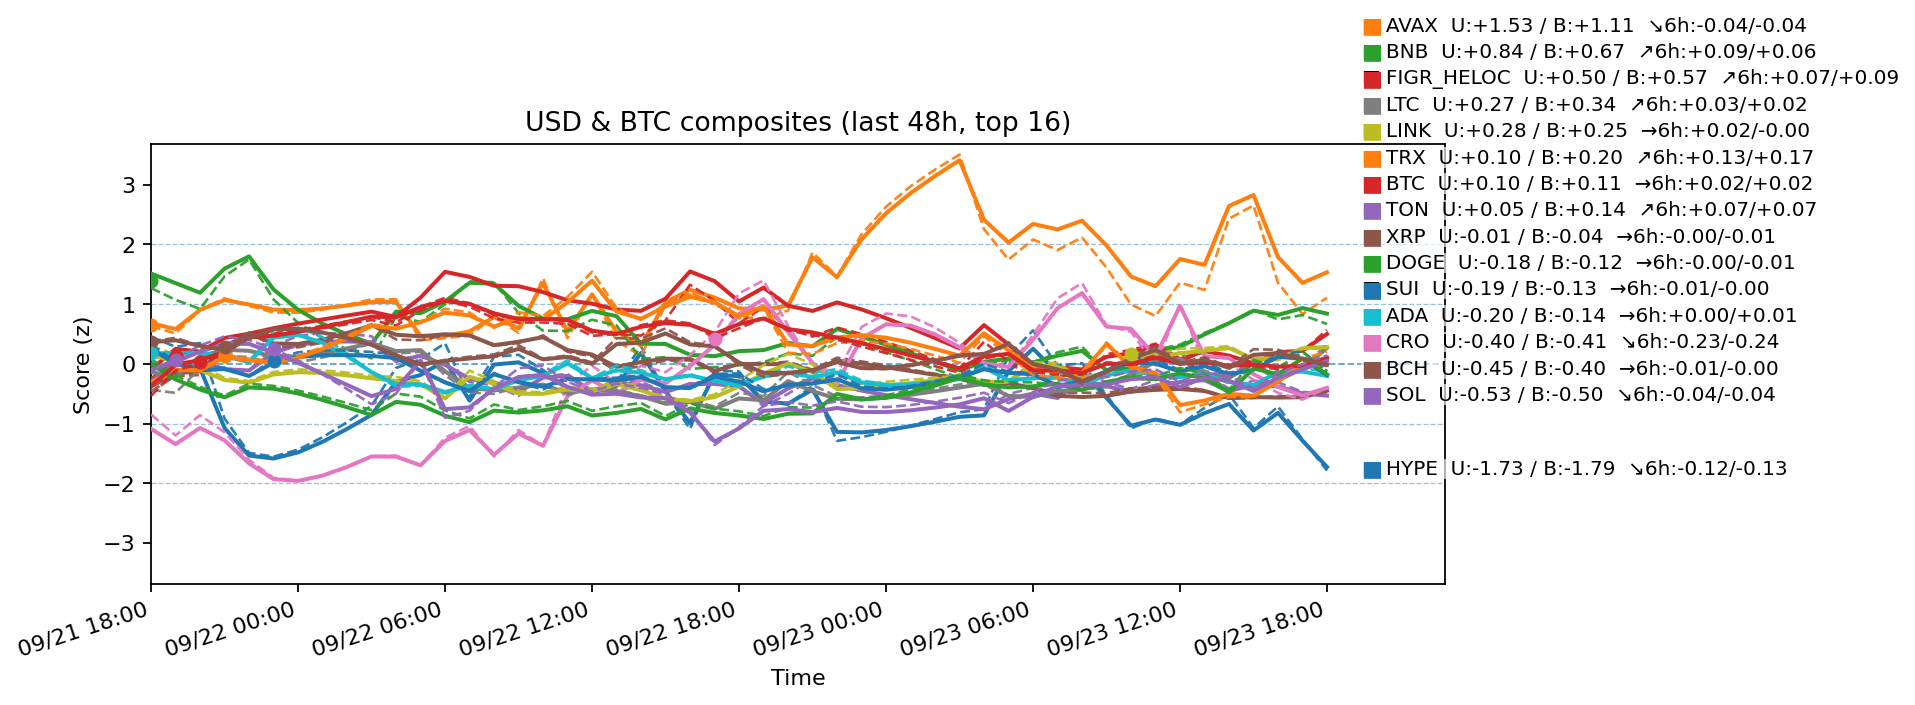 AVAX  U:+1.53 / B:+1.11  ↘6h:-0.04/-0.04
BNB  U:+0.84 / B:+0.67  ↗6h:+0.09/+0.06
FIGR_HELOC  U:+0.50 / B:+0.57  ↗6h:+0.07/+0.09
LTC  U:+0.27 / B:+0.34  ↗6h:+0.03/+0.02
LINK  U:+0.28 / B:+0.25  →6h:+0.02/-0.00
TRX  U:+0.10 / B:+0.20  ↗6h:+0.13/+0.17
BTC  U:+0.10 / B:+0.11  →6h:+0.02/+0.02
TON  U:+0.05 / B:+0.14  ↗6h:+0.07/+0.07
XRP  U:-0.01 / B:-0.04  →6h:-0.00/-0.01
DOGE  U:-0.18 / B:-0.12  →6h:-0.00/-0.01
SUI  U:-0.19 / B:-0.13  →6h:-0.01/-0.00
ADA  U:-0.20 / B:-0.14  →6h:+0.00/+0.01
CRO  U:-0.40 / B:-0.41  ↘6h:-0.23/-0.24
BCH  U:-0.45 / B:-0.40  →6h:-0.01/-0.00
SOL  U:-0.53 / B:-0.50  ↘6h:-0.04/-0.04
HYPE  U:-1.73 / B:-1.79  ↘6h:-0.12/-0.13
USD & BTC composites (last 48h, top 16)
Score (z)
3
2
1
0
−1
−2
−3
09/21 18:00
09/22 00:00
09/22 06:00
09/22 12:00
09/22 18:00
09/23 00:00
09/23 06:00
09/23 12:00
09/23 18:00
Time